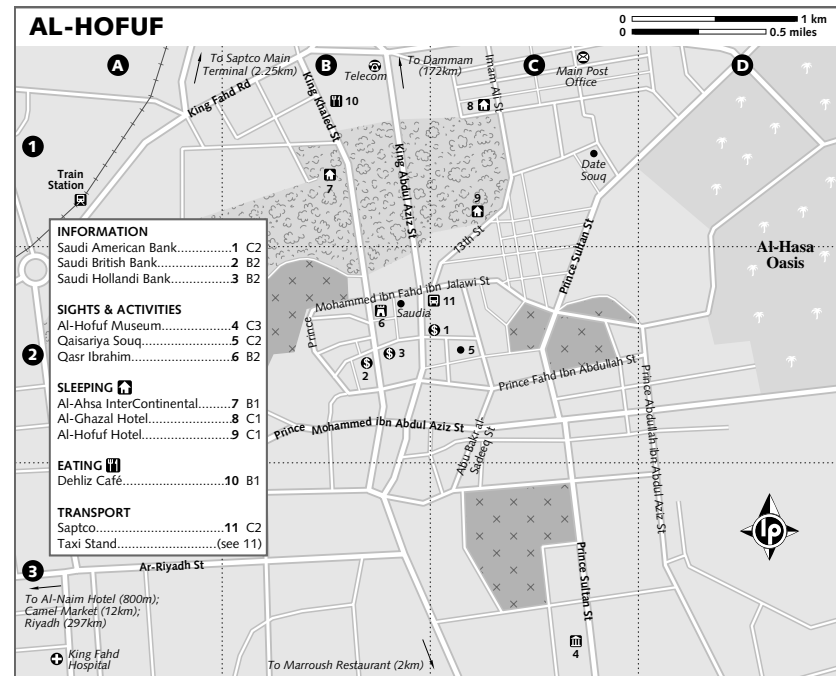 AL-HOFUF
0 1 km
0 0.5 miles
A
B
C
D
1
2
3
To Saptco Main
Terminal (2.25km)
Telecom
To Dammam
(172km)
Main Post
Office
King Fahd Rd
King Khaled St
10
Imam Ali St
8
King Abdul Aziz St
Date
Souq
Train
Station
7
9
13th St
Prince Sultan St
Al-Hasa
Oasis
INFORMATION
Saudi American Bank..............1 C2
Saudi British Bank..................2 B2
Saudi Hollandi Bank...............3 B2
SIGHTS & ACTIVITIES
Al-Hofuf Museum...................4 C3
Qaisariya Souq.......................5 C2
Qasr Ibrahim..........................6 B2
SLEEPING
Al-Ahsa InterContinental........7 B1
Al-Ghazal Hotel......................8 C1
Al-Hofuf Hotel........................9 C1
EATING
Dehliz Café...........................10 B1
TRANSPORT
Saptco..................................11 C2
Taxi Stand.......................(see 11)
Prince Mohammed ibn Fahd ibn Jalawi St
11
Saudia
6
1
3
5
2
Prince Fahd Ibn Abdullah St
Prince Mohammed ibn Abdul Aziz St
Abu Bakr al-
Sadeeq St
Prince Abdullah ibn Abdul Aziz St
lp
Ar-Riyadh St
Prince Sultan St
To Al-Naim Hotel (800m);
Camel Market (12km);
Riyadh (297km)
King Fahd
Hospital
To Marroush Restaurant (2km)
4